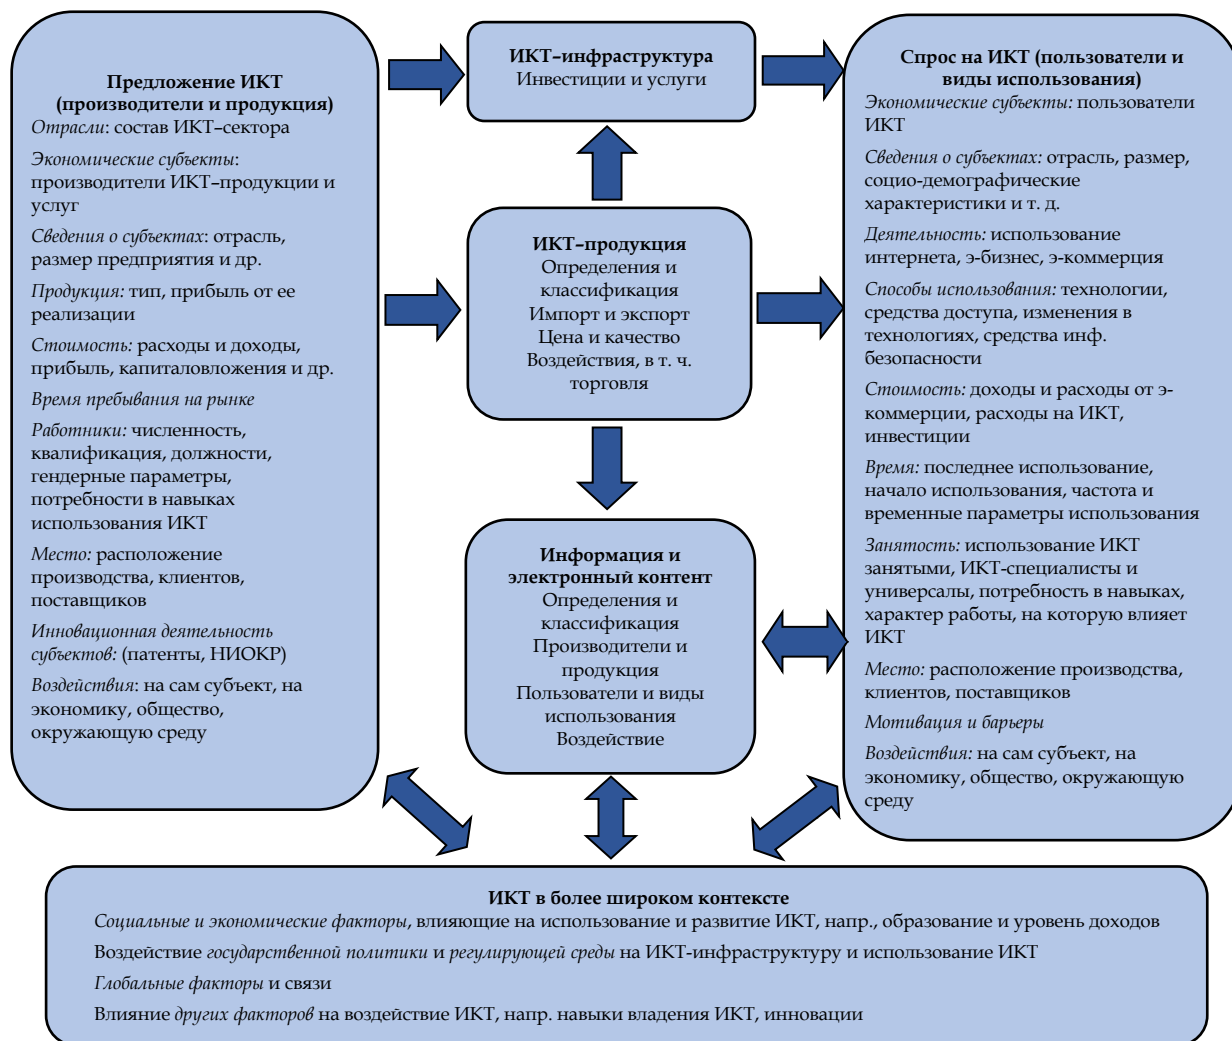 Предложение ИКТ
(производители и продукция)
Отрасли: состав ИКТ–сектора
Экономические субъекты:
производители ИКТ–продукции и
услуг
Сведения о субъектах: отрасль,
размер предприятия и др.
Продукция: тип, прибыль от ее
реализации
Стоимость: расходы и доходы,
прибыль, капиталовложения и др.
Время пребывания на рынке
Работники: численность,
квалификация, должности,
гендерные параметры,
потребности в навыках
использования ИКТ
Место: расположение
производства, клиентов,
поставщиков
Инновационная деятельность
субъектов: (патенты, НИОКР)
Воздействия: на сам субъект, на
экономику, общество,
окружающую среду
ИКТ–инфраструктура
Инвестиции и услуги
ИКТ–продукция
Определения и
классификация
Импорт и экспорт
Цена и качество
Воздействия, в т. ч.
торговля
Информация и
электронный контент
Определения и
классификация
Производители и
продукция
Пользователи и виды
использования
Воздействие
Спрос на ИКТ (пользователи и
виды использования)
Экономические субъекты: пользователи
ИКТ
Сведения о субъектах: отрасль, размер,
социо-демографические
характеристики и т. д.
Деятельность: использование
интернета, э-бизнес, э-коммерция
Способы использования: технологии,
средства доступа, изменения в
технологиях, средства инф.
безопасности
Стоимость: доходы и расходы от э-
коммерции, расходы на ИКТ,
инвестиции
Время: последнее использование,
начало использования, частота и
временные параметры использования
Занятость: использование ИКТ
занятыми, ИКТ-специалисты и
универсалы, потребность в навыках,
характер работы, на которую влияет
ИКТ
Место: расположение производства,
клиентов, поставщиков
Мотивация и барьеры
Воздействия: на сам субъект, на
экономику, общество, окружающую
среду
ИКТ в более широком контексте
Социальные и экономические факторы, влияющие на использование и развитие ИКТ, напр., образование и уровень доходов
Воздействие государственной политики и регулирующей среды на ИКТ-инфраструктуру и использование ИКТ
Глобальные факторы и связи
Влияние других факторов на воздействие ИКТ, напр. навыки владения ИКТ, инновации